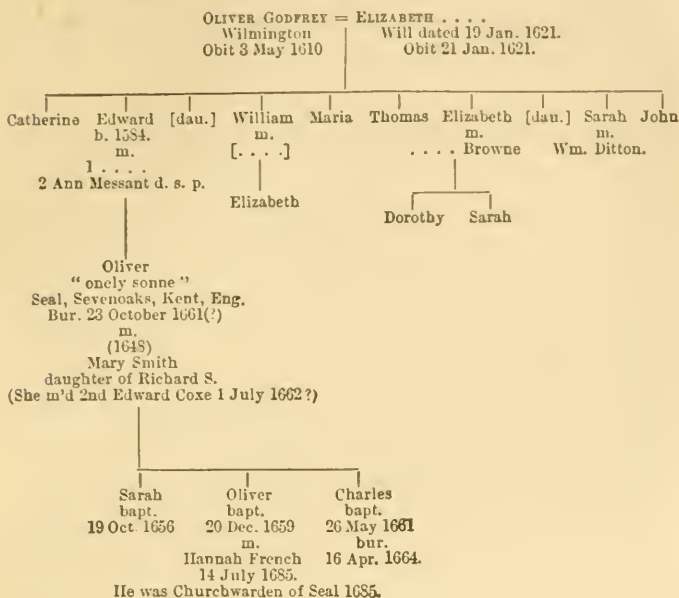 OLIVER GODFREY = ELIZABETH . . . .
Wilmington Will dated 19 Jan. 1621.
Obit 3 May 1610 Obit 21 Jan. 1621.
Catherine Edward [dau.] William Maria Thomas Elizabeth [dau.] Sarah John
b. 1584. m. m. m.
m. [. . . .] . . . . Browne Wm. Ditton.
1 . . . .
2 Ann Messant d. s. p.
Elizabeth
Dorothy Sarah
Oliver
"onely sonne"
Seal, Sevenoaks, Kent, Eng.
Bur. 23 October 1661(?)
m.
(1648)
Mary Smith
daughter of Richard S.
(She m'd 2nd Edward Coxe 1 July 1662?)
Sarah Oliver Charles
bapt. bapt. bapt.
19 Oct. 1656 20 Dec. 1659 26 May 1661
m. bur.
Hannah French 16 Apr. 1664.
14 July 1685.
He was Churchwarden of Seal 1685.